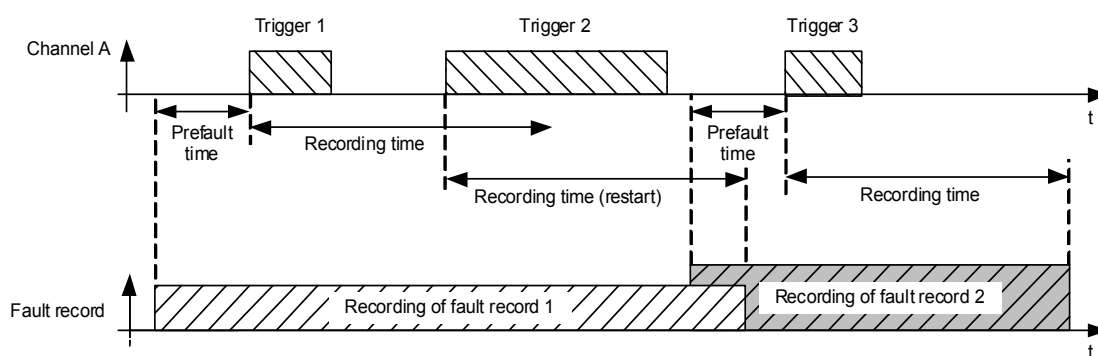 Trigger 1
Trigger 2
Trigger 3
Channel A
t
Prefault
time
Recording time
Prefault
time
Recording time (restart)
Recording time
Fault record
Recording of fault record 1
Recording of fault record 2
t